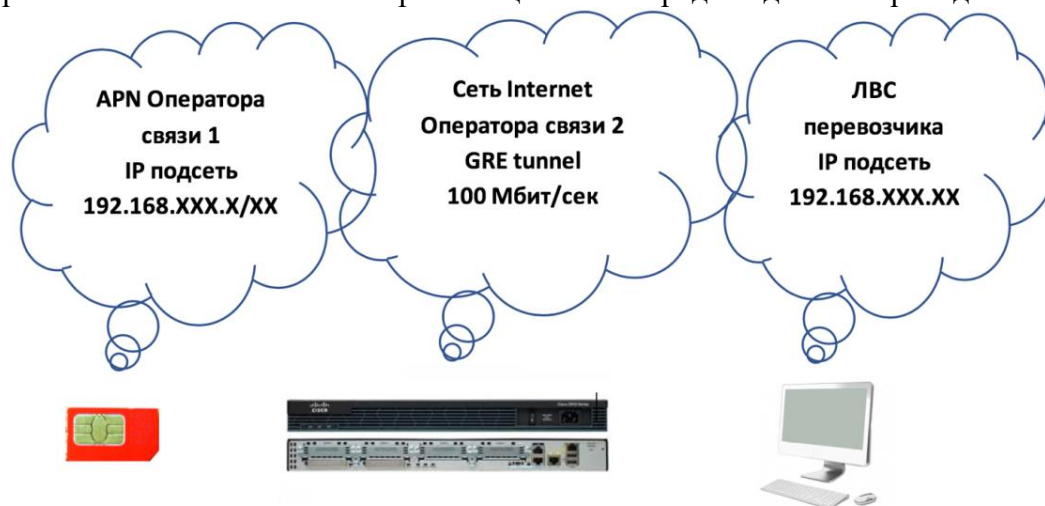 APN Оператора
связи 1
IP подсеть
192.168.XXX.X/XX
Сеть Internet
Оператора связи 2
GRE tunnel
100 Мбит/сек
ЛВС
перевозчика
IP подсеть
192.168.XXX.XX
CISCO